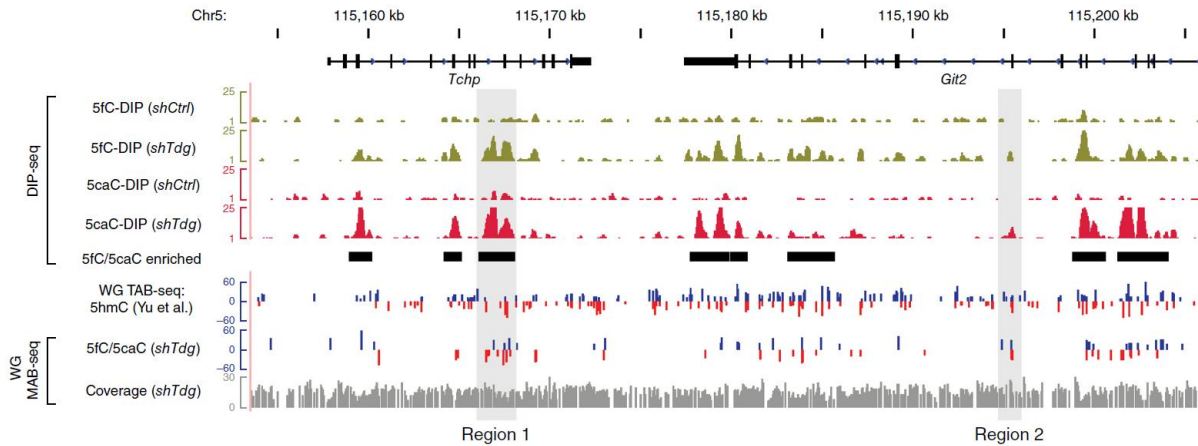 Chr5: 115,160 kb 115,170 kb 115,180 kb 115,190 kb 115,200 kb
Tchp Git2
DIP-seq
25
1
5fC-DIP (shCtrl)
25
1
5fC-DIP (shTdg)
25
1
5caC-DIP (shCtrl)
25
1
5caC-DIP (shTdg)
5fC/5caC enriched
WG TAB-seq:
5hmC (Yu et al.)
60
0
−60
WG
MAB-seq
5fC/5caC (shTdg)
60
0
−60
Coverage (shTdg)
30
0
Region 1 Region 2